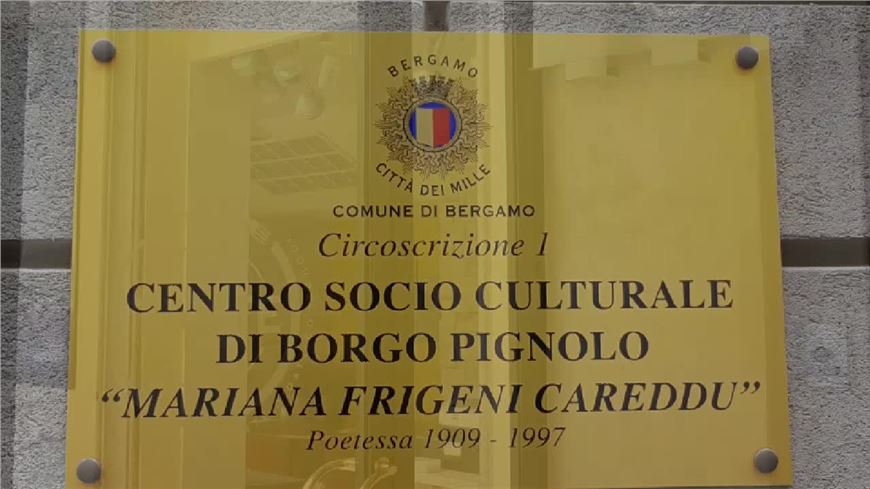 BERGAMO
CITTÀ DEI MILLE
COMUNE DI BERGAMO
Circoscrizione 1
CENTRO SOCIO CULTURALE
DI BORGO PIGNOLO
“MARIANA FRIGENI CAREDDU”
Poetessa 1909 - 1997